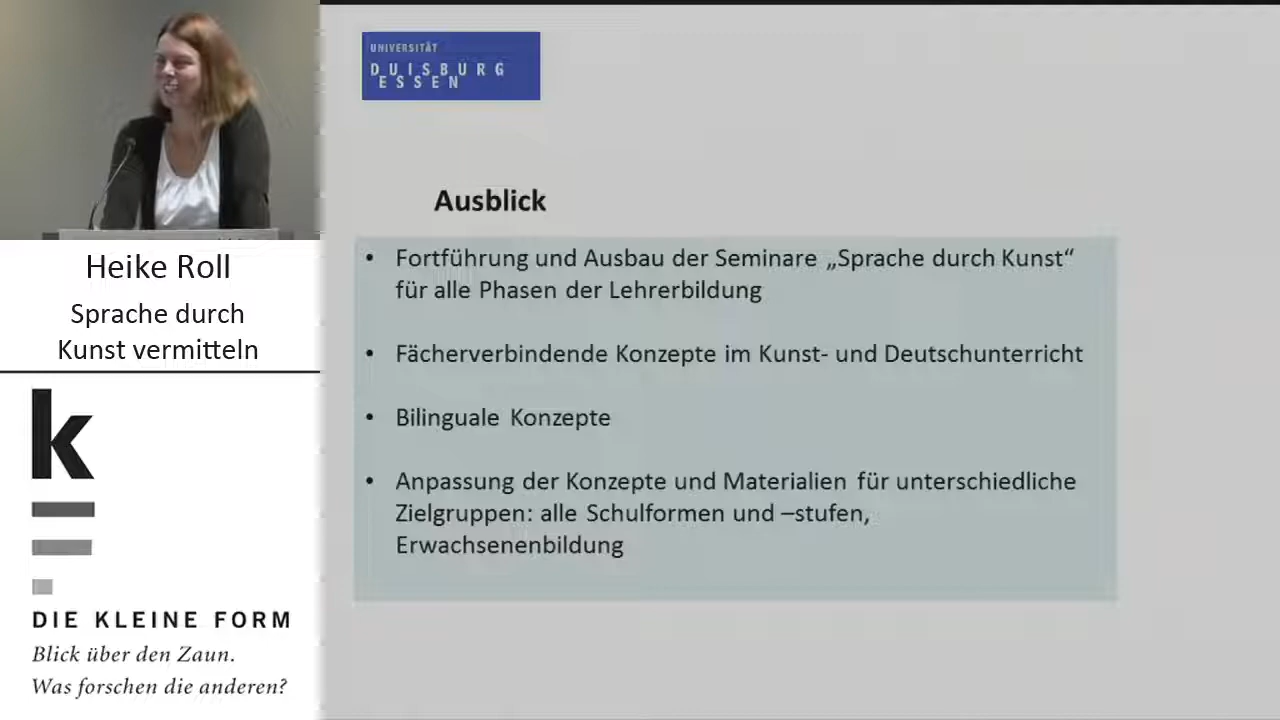 Heike Roll
Sprache durch
Kunst vermitteln
k
DIE KLEINE FORM
Blick über den Zaun.
Was forschen die anderen?
UNIVERSITÄT
DUISBURG
ESSEN
Ausblick
• Fortführung und Ausbau der Seminare „Sprache durch Kunst“
für alle Phasen der Lehrerbildung
• Fächerverbindende Konzepte im Kunst- und Deutschunterricht
• Bilinguale Konzepte
• Anpassung der Konzepte und Materialien für unterschiedliche
Zielgruppen: alle Schulformen und –stufen,
Erwachsenenbildung